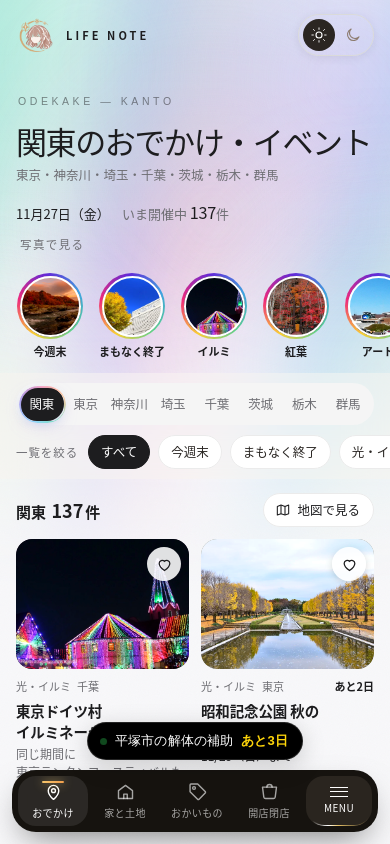 LIFE NOTE
ODEKAKE — KANTO
関東のおでかけ・イベント
東京・神奈川・埼玉・千葉・茨城・栃木・群馬
11月27日（金） いま開催中 137件
写真で見る
今週末 まもなく終了 イルミ 紅葉 アート
関東 東京 神奈川 埼玉 千葉 茨城 栃木 群馬
一覧を絞る すべて 今週末 まもなく終了 光・イ
関東 137件
地図で見る
光・イルミ 千葉
東京ドイツ村
イルミネー
同じ期間に
光・イルミ 東京 あと2日
昭和記念公園 秋の
平塚市の解体の補助 あと3日
おでかけ 家と土地 おかいもの 開店閉店 MENU